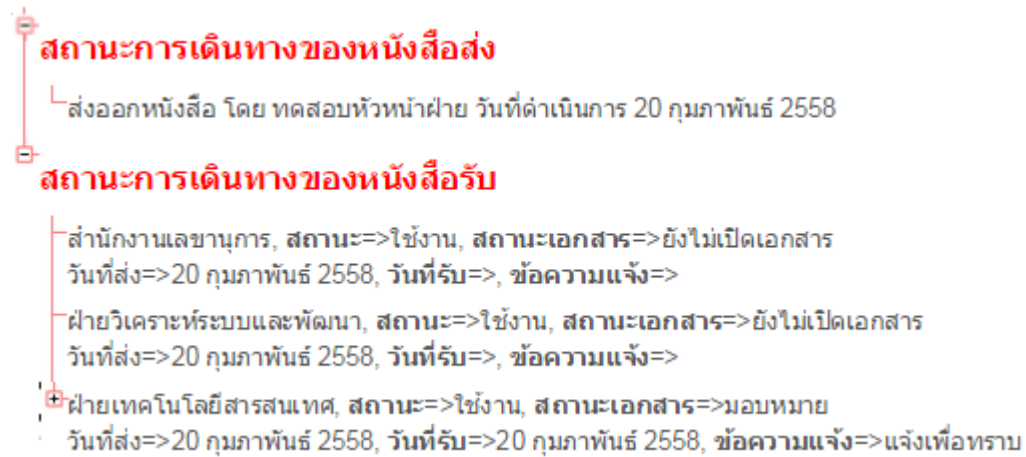 สถานะการเดินทางของหนังสือส่ง
ส่งออกหนังสือ โดย ทดสอบหัวหน้าฝ่าย วันที่ดำเนินการ 20 กุมภาพันธ์ 2558
สถานะการเดินทางของหนังสือรับ
สำนักงานเลขานุการ, สถานะ=>ใช้งาน, สถานะเอกสาร=>ยังไม่เปิดเอกสาร
วันที่ส่ง=>20 กุมภาพันธ์ 2558, วันที่รับ=>, ข้อความแจ้ง=>
ฝ่ายวิเคราะห์ระบบและพัฒนา, สถานะ=>ใช้งาน, สถานะเอกสาร=>ยังไม่เปิดเอกสาร
วันที่ส่ง=>20 กุมภาพันธ์ 2558, วันที่รับ=>, ข้อความแจ้ง=>
ฝ่ายเทคโนโลยีสารสนเทศ, สถานะ=>ใช้งาน, สถานะเอกสาร=>มอบหมาย
วันที่ส่ง=>20 กุมภาพันธ์ 2558, วันที่รับ=>20 กุมภาพันธ์ 2558, ข้อความแจ้ง=>แจ้งเพื่อทราบ